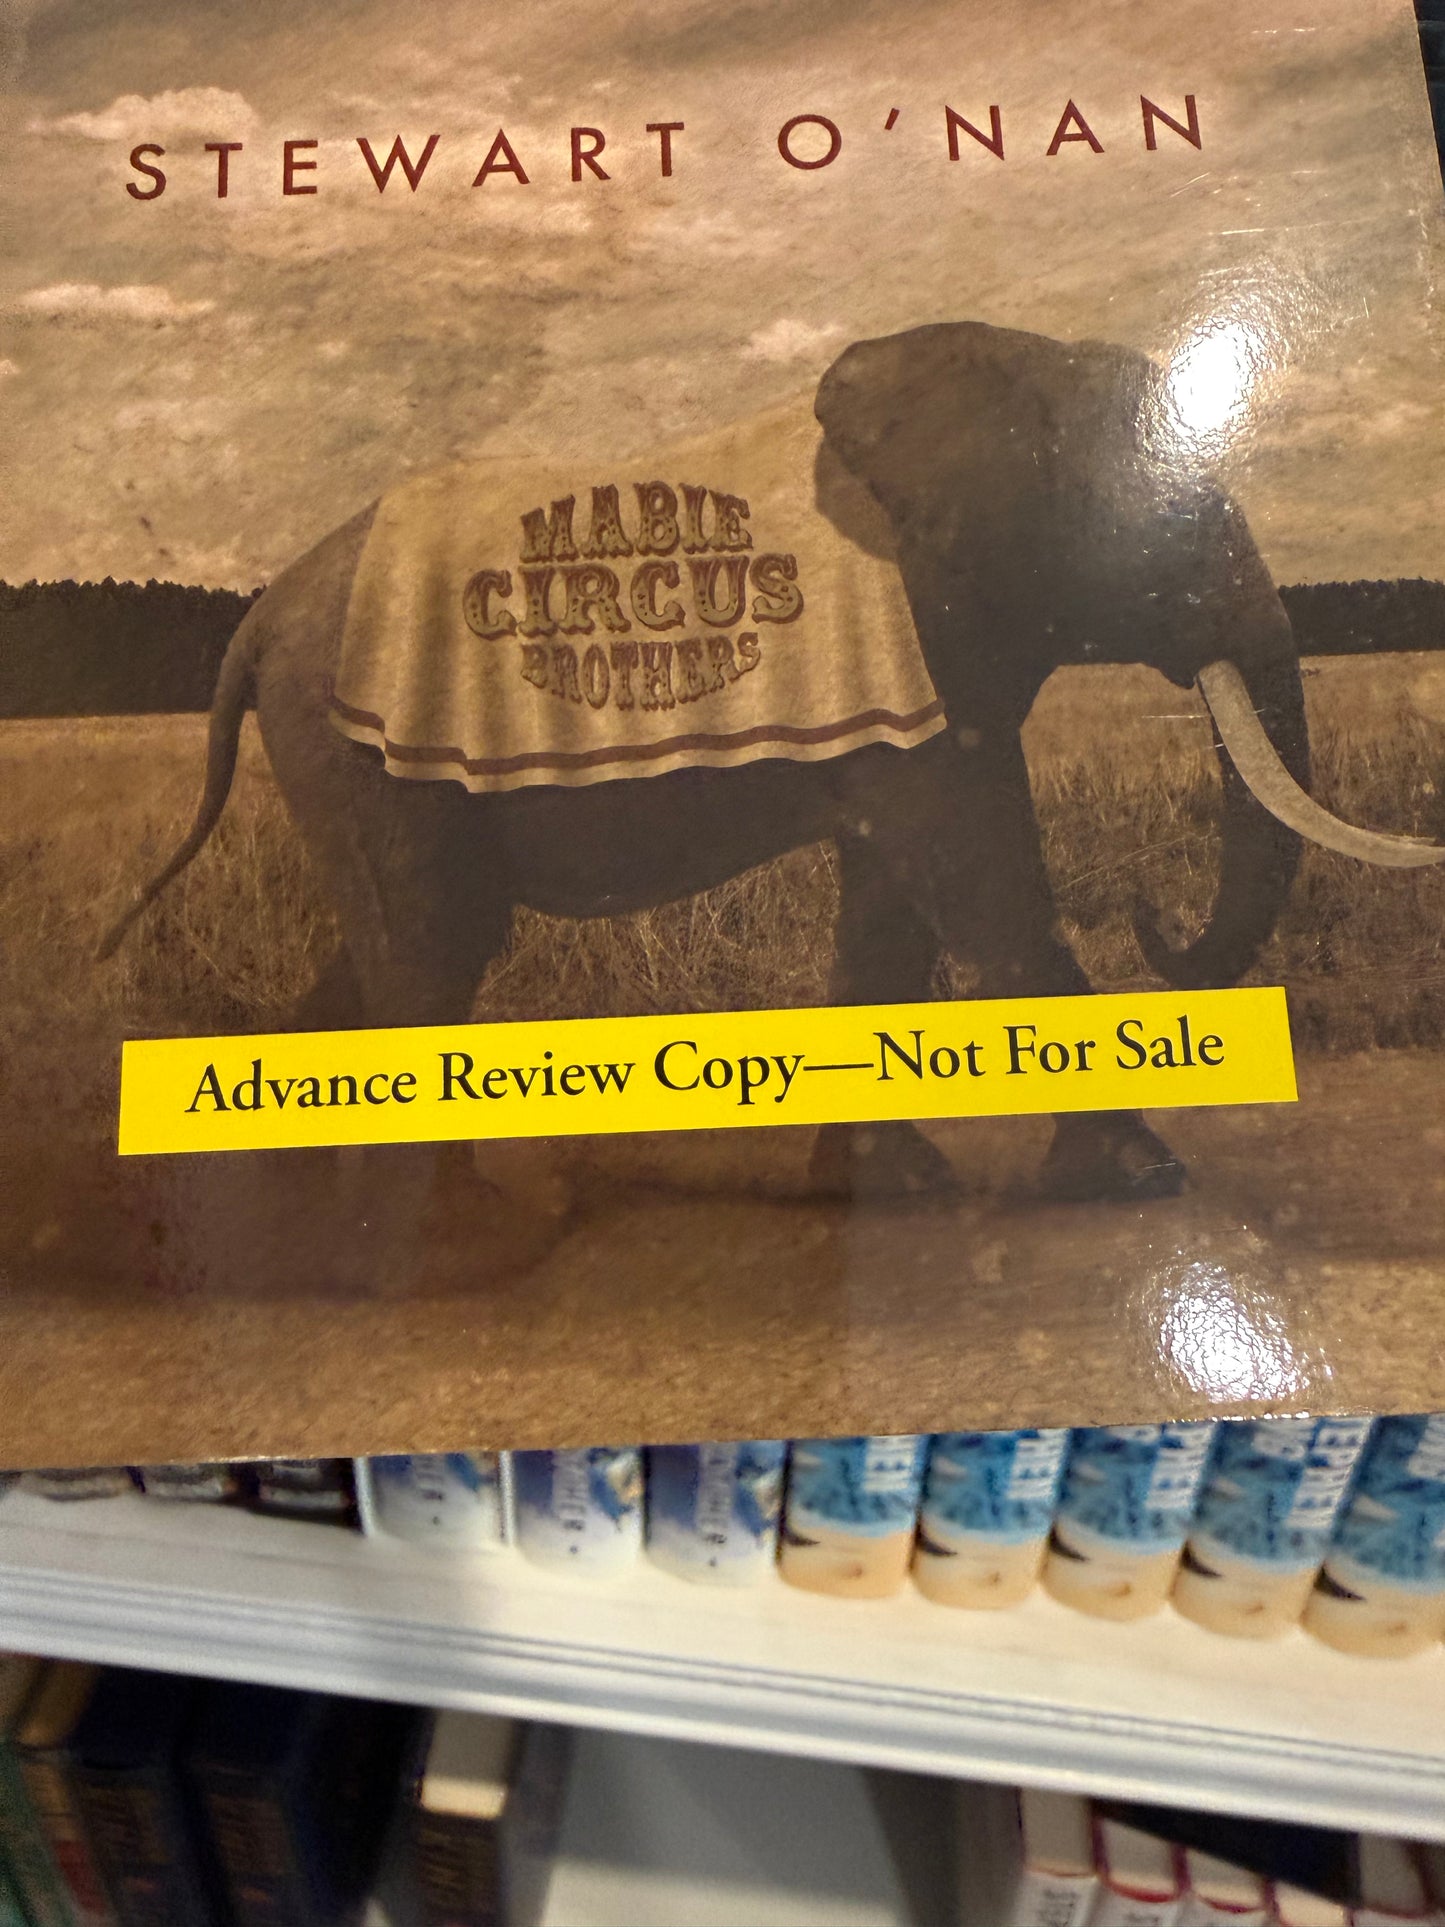 STEWART O'NAN
MABIE
CIRCUS
BROTHERS
Advance Review Copy—Not For Sale